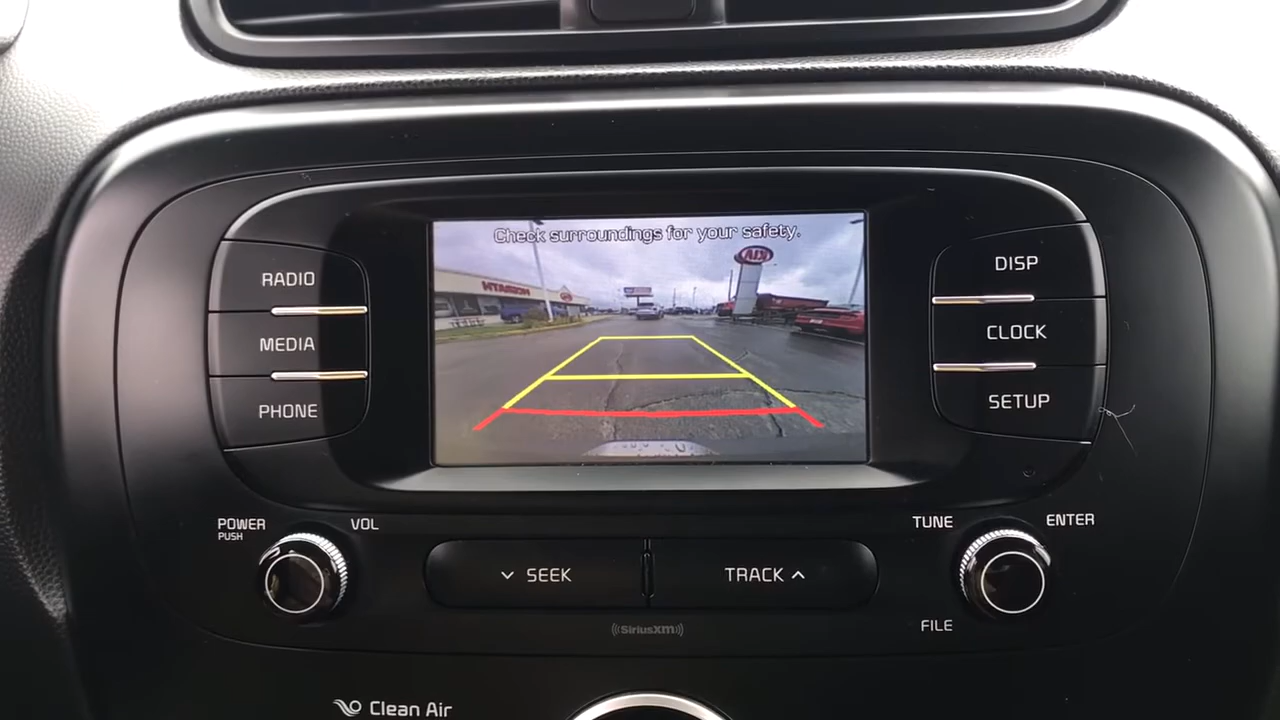 Check surroundings for your safety.
KIA
RADIO
MEDIA
PHONE
DISP
CLOCK
SETUP
POWER
PUSH
VOL
SEEK
TRACK
TUNE
ENTER
FILE
SiriusXM
Clean Air